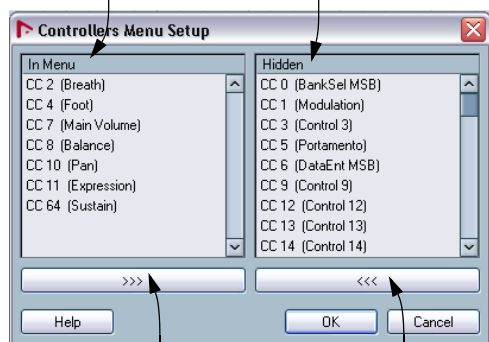 Controllers Menu Setup
In Menu
CC 2 (Breath)
CC 4 (Foot)
CC 7 (Main Volume)
CC 8 (Balance)
CC 10 (Pan)
CC 11 (Expression)
CC 64 (Sustain)
>>>
Hidden
CC 0 (BankSel MSB)
CC 1 (Modulation)
CC 3 (Control 3)
CC 5 (Portamento)
CC 6 (DataEnt MSB)
CC 9 (Control 9)
CC 12 (Control 12)
CC 13 (Control 13)
CC 14 (Control 14)
<<<
Help
OK
Cancel